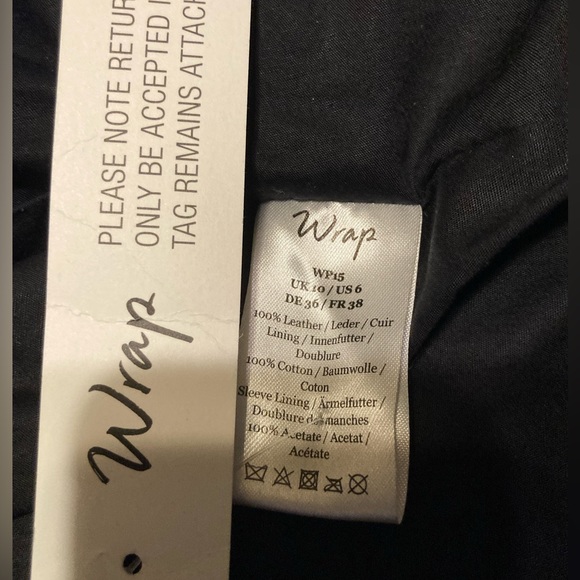 PLEASE NOTE RETUR
ONLY BE ACCEPTED I
TAG REMAINS ATTACH
Wrap
Wrap
WP15
UK 10 / US 6
DE 36 / FR 38
100% Leather / Leder / Cuir
Lining / Innenfutter /
Doublure
100% Cotton / Baumwolle /
Coton
Sleeve Lining / Ärmelfutter /
Doublure des manches
100% Acetate / Acetat /
Acétate